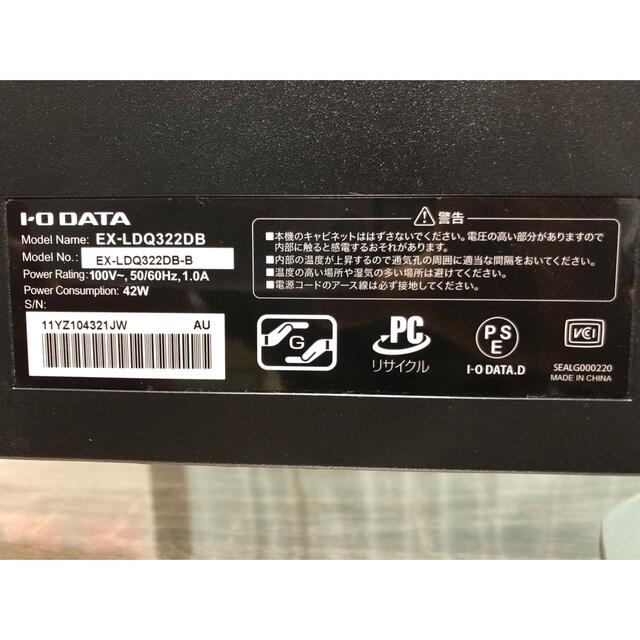 I-O DATA
Model Name: EX-LDQ322DB
Model No.: EX-LDQ322DB-B
Power Rating: 100V~, 50/60Hz, 1.0A
Power Consumption: 42W
S/N:
11YZ104321JW AU
⚠警告
■本機のキャビネットははずさないでください。電圧の高い部分がありますので
内部に触ると感電するおそれがあります。
■内部の温度が上昇するので通気孔の周囲に適当な間隔をおいてください。
■温度の高い場所や湿気の多い場所は避けてください。
■電源コードのアース線は必ず接地してください。
G
PC
リサイクル
PSE
I-O DATA.D
VCI
SEALG000220
MADE IN CHINA